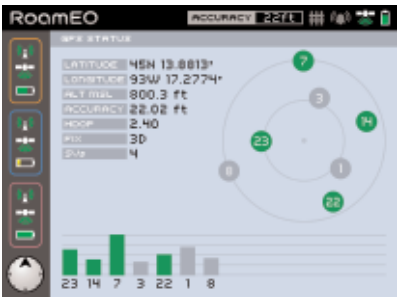 RoamEO
ACCURACY 22ft
GPS STATUS
LATITUDE 45N 13.8813'
LONGITUDE 93W 17.2774'
ALT MSL 800.3 ft
ACCURACY 22.02 ft
HDOP 2.40
FIX 3D
SVs 4
7
3
14
23
8
1
22
23 14 7 3 22 1 8